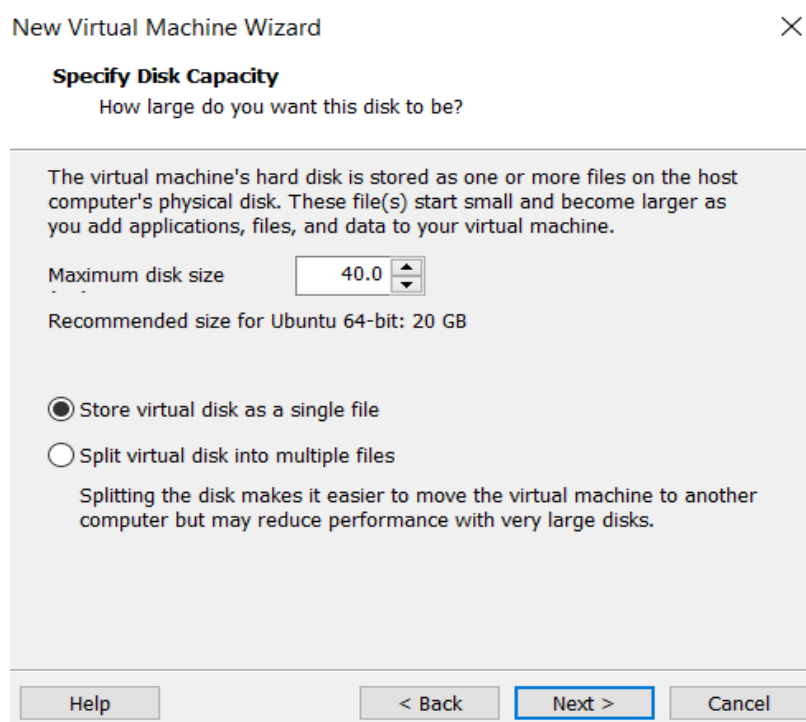 New Virtual Machine Wizard
Specify Disk Capacity
How large do you want this disk to be?
The virtual machine's hard disk is stored as one or more files on the host
computer's physical disk. These file(s) start small and become larger as
you add applications, files, and data to your virtual machine.
Maximum disk size 40.0
Recommended size for Ubuntu 64-bit: 20 GB
Store virtual disk as a single file
Split virtual disk into multiple files
Splitting the disk makes it easier to move the virtual machine to another
computer but may reduce performance with very large disks.
Help < Back Next > Cancel